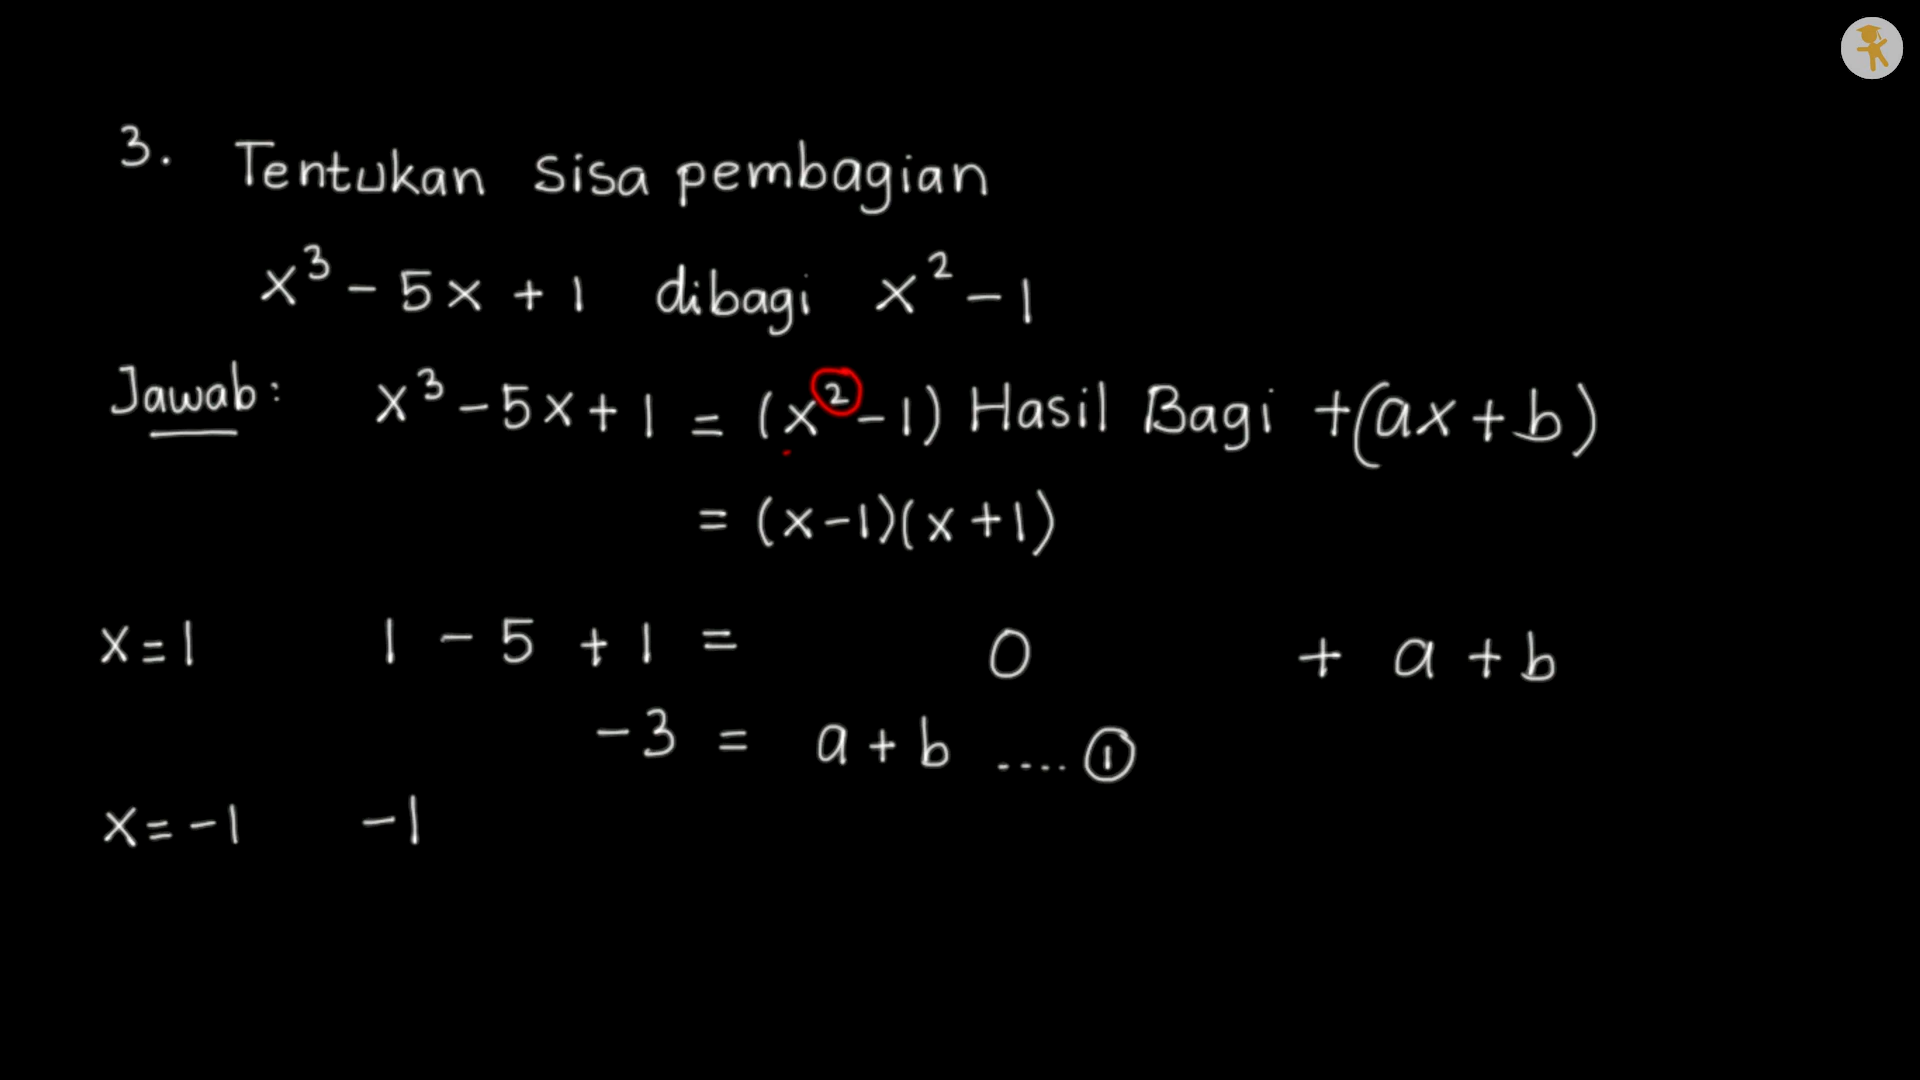 3. Tentukan sisa pembagian
x³ - 5x + 1 dibagi x² - 1
Jawab: x³ - 5x + 1 = (x² - 1) Hasil Bagi + (ax + b)
= (x-1)(x+1)
x=1 1 - 5 + 1 = 0 + a + b
-3 = a + b .... ①
x=-1 -1